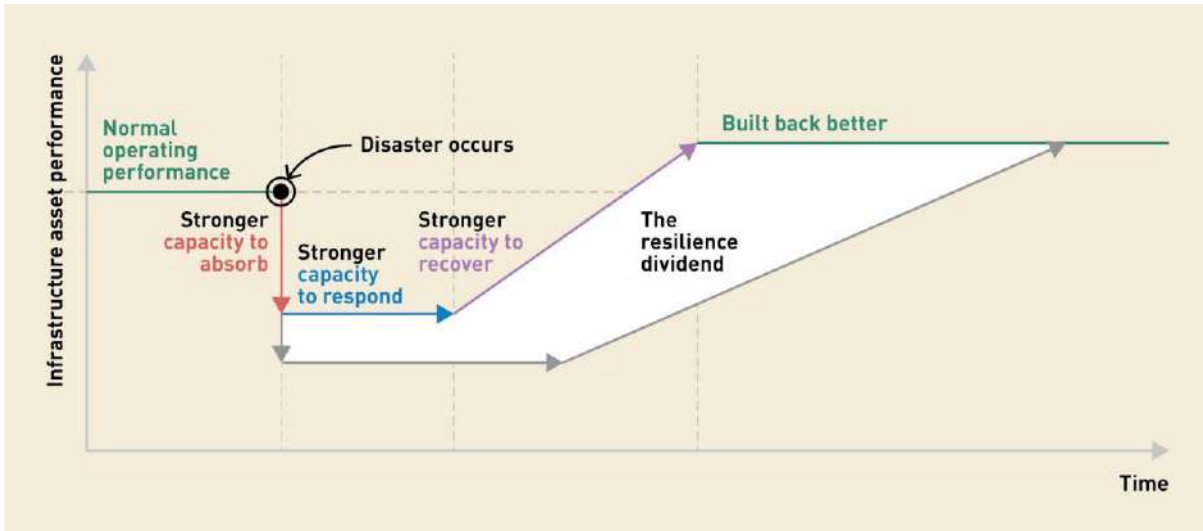 Infrastructure asset performance
Normal
operating
performance
Disaster occurs
Stronger
capacity to
absorb
Stronger
capacity
to respond
Stronger
capacity to
recover
The
resilience
dividend
Built back better
Time